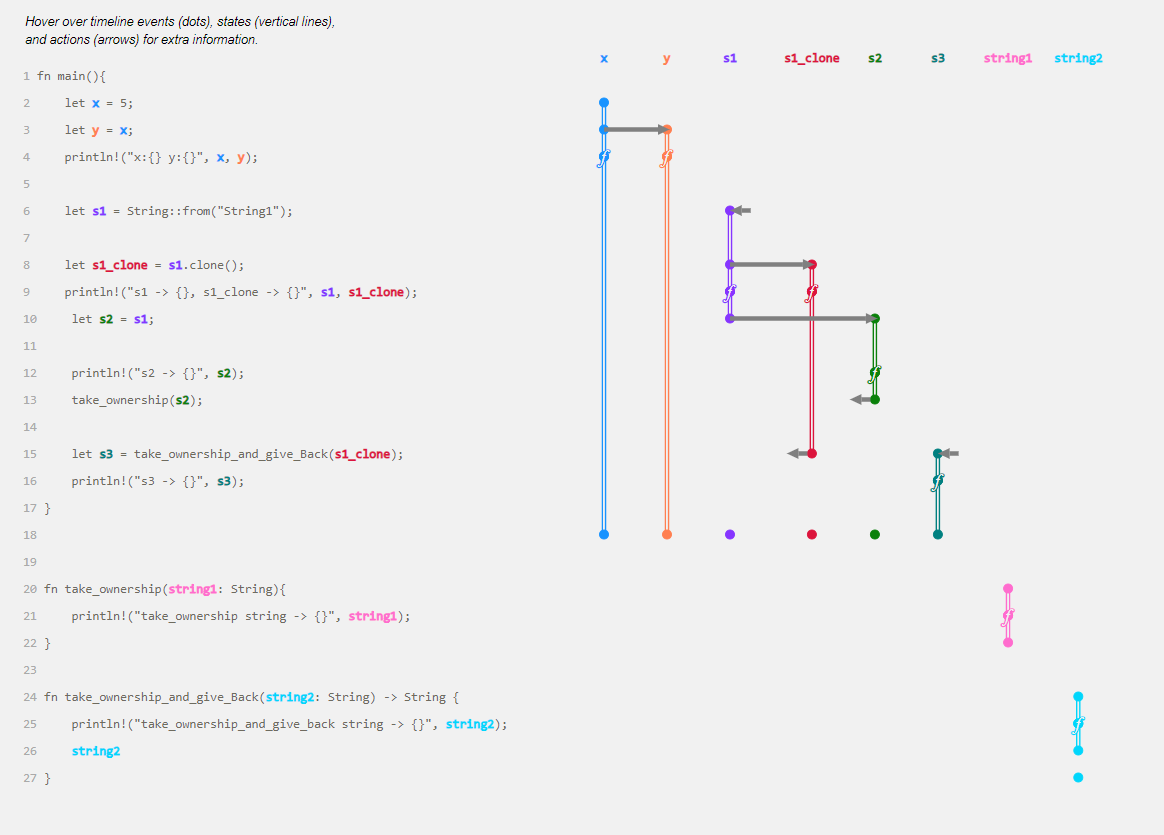 Hover over timeline events (dots), states (vertical lines),
and actions (arrows) for extra information.
x y s1 s1_clone s2 s3 string1 string2
1 fn main(){
2 let x = 5;
3 let y = x;
4 println!("x:{} y:{}", x, y);
5
6 let s1 = String::from("String1");
7
8 let s1_clone = s1.clone();
9 println!("s1 -> {}, s1_clone -> {}", s1, s1_clone);
10 let s2 = s1;
11
12 println!("s2 -> {}", s2);
13 take_ownership(s2);
14
15 let s3 = take_ownership_and_give_Back(s1_clone);
16 println!("s3 -> {}", s3);
17 }
18
19
20 fn take_ownership(string1: String){
21 println!("take_ownership string -> {}", string1);
22 }
23
24 fn take_ownership_and_give_Back(string2: String) -> String {
25 println!("take_ownership_and_give_back string -> {}", string2);
26 string2
27 }